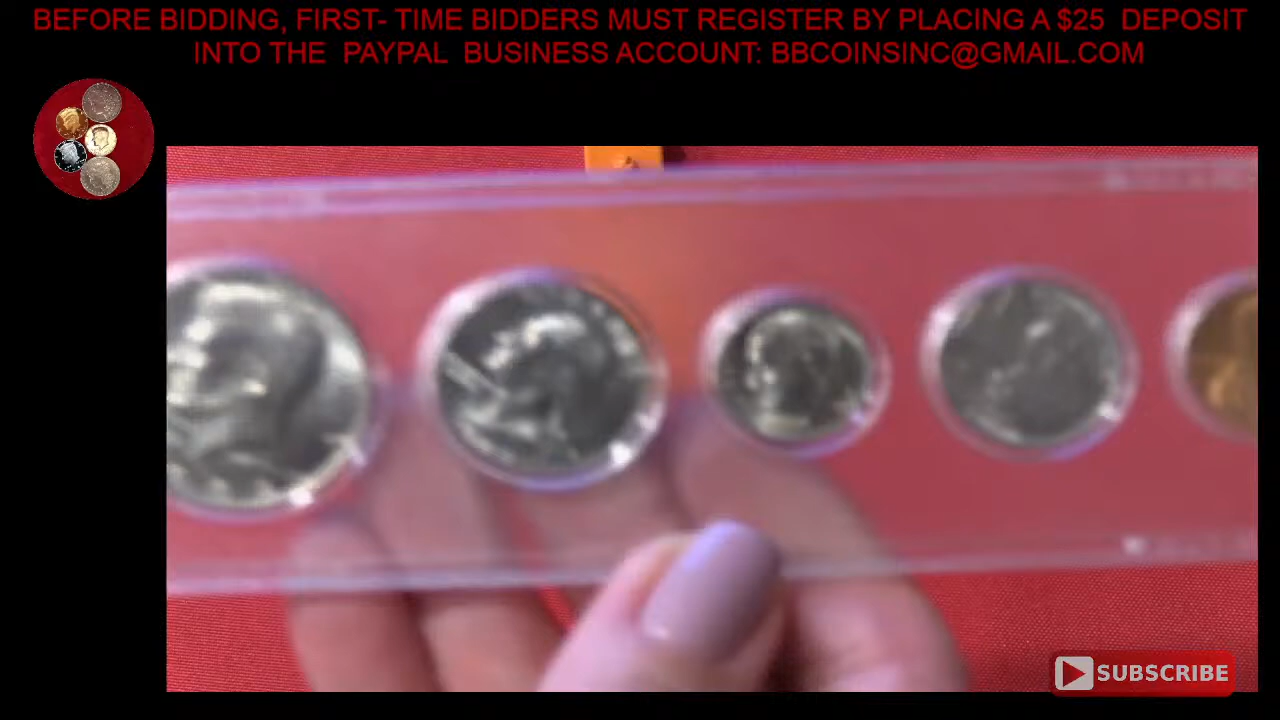 BEFORE BIDDING, FIRST- TIME BIDDERS MUST REGISTER BY PLACING A $25 DEPOSIT
INTO THE PAYPAL BUSINESS ACCOUNT: BBCOINSINC@GMAIL.COM
SUBSCRIBE